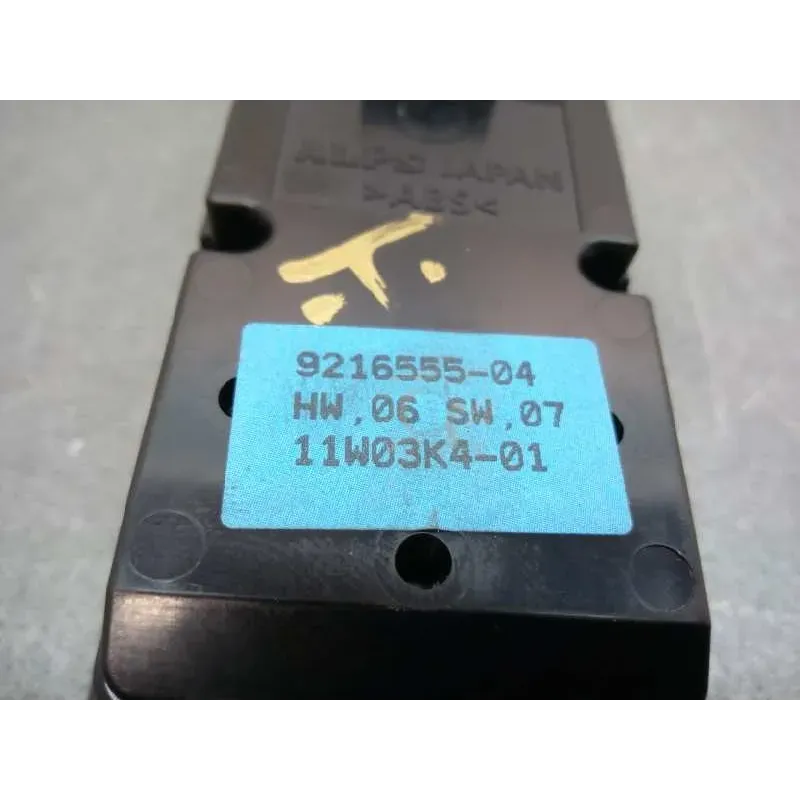 ALPS JAPAN
>ABS<
9216555-04
HW.06 SW.07
11W03K4-01